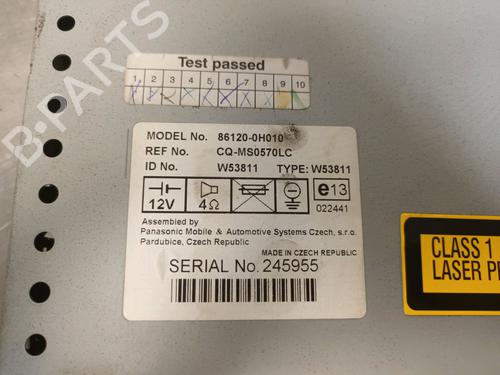 B-PARTS
Test passed
1 2 3 4 5 6 7 8 9 10
MODEL No. 86120-0H010
REF No. CQ-MS0570LC
ID No. W53811 TYPE: W53811
12V 4Ω e13
022441
Assembled by
Panasonic Mobile & Automotive Systems Czech, s.r.o.
Pardubice, Czech Republic
MADE IN CZECH REPUBLIC
SERIAL No. 245955
CLASS 1
LASER